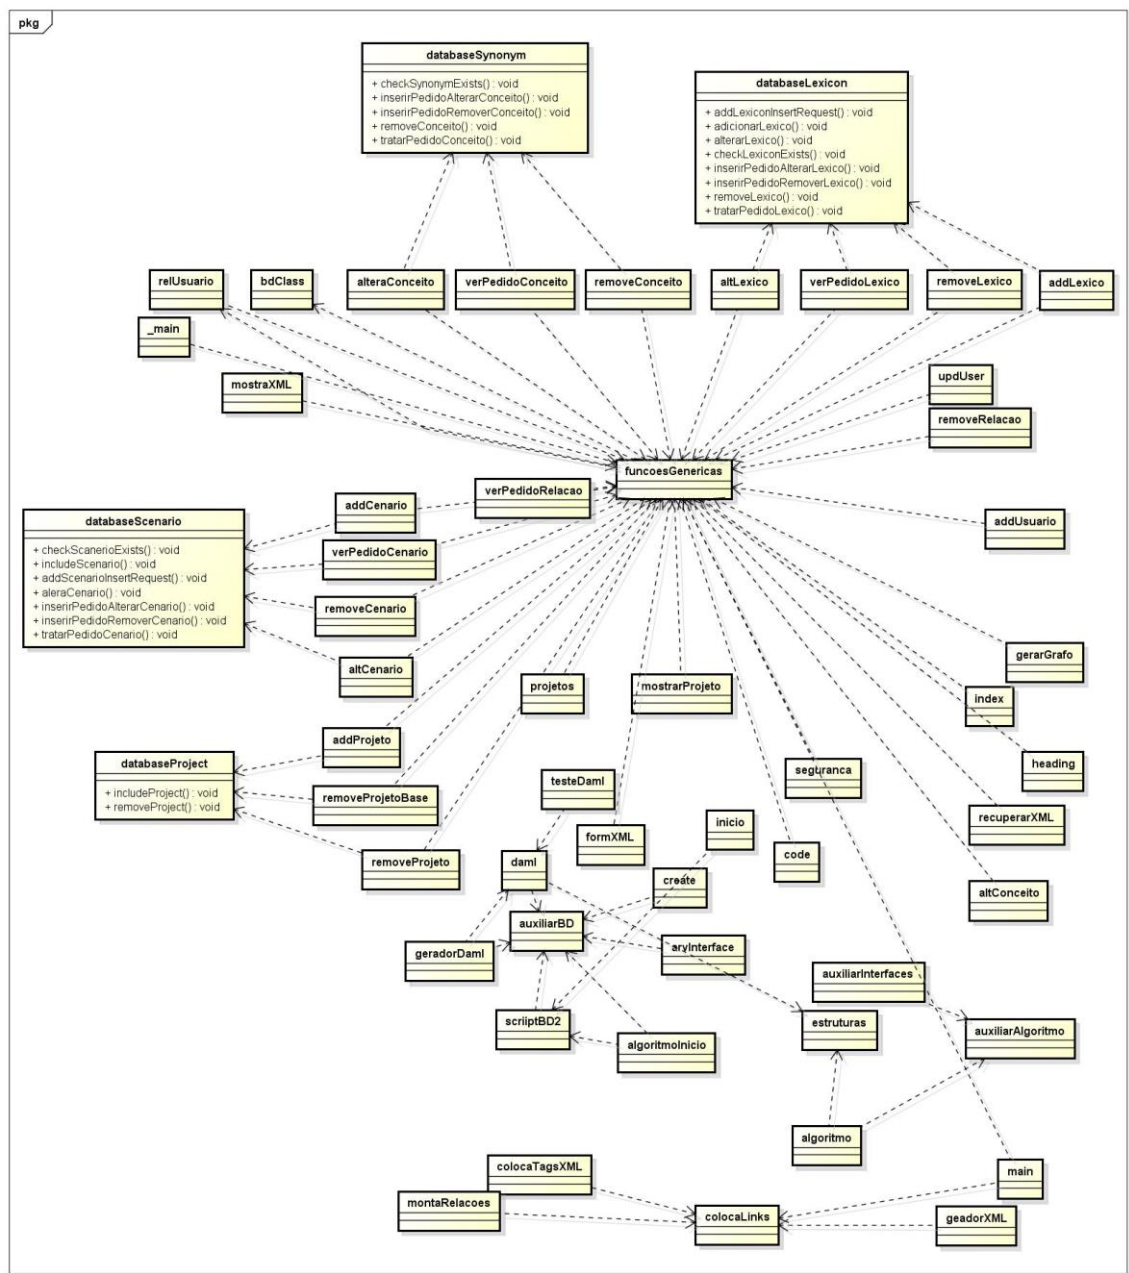 pkg
databaseSynonym
+ checkSynonymExists() : void
+ inserirPedidoAlterarConceito() : void
+ inserirPedidoRemoverConceito() : void
+ removeConceito() : void
+ tratarPedidoConceito() : void
databaseLexicon
+ addLexiconInsertRequest() : void
+ adicionarLexico() : void
+ alterarLexico() : void
+ checkLexiconExists() : void
+ inserirPedidoAlterarLexico() : void
+ inserirPedidoRemoverLexico() : void
+ removeLexico() : void
+ tratarPedidoLexico() : void
relUsuario
bdClass
alteraConceito
verPedidoConceito
removeConceito
altLexico
verPedidoLexico
removeLexico
addLexico
_main
mostraXML
updUser
removeRelacao
funcoesGenericas
verPedidoRelacao
addCenario
addUsuario
databaseScenario
+ checkScanerioExists() : void
+ includeScenario() : void
+ addScenarioInsertRequest() : void
+ aleraCenario() : void
+ inserirPedidoAlterarCenario() : void
+ inserirPedidoRemoverCenario() : void
+ tratarPedidoCenario() : void
verPedidoCenario
removeCenario
altCenario
gerarGrafo
projetos
mostrarProjeto
index
addProjeto
databaseProject
+ includeProject() : void
+ removeProject() : void
heading
seguranca
testeDaml
removeProjetoBase
inicio
recuperarXML
formXML
code
removeProjeto
daml
create
altConceito
auxiliarBD
geradorDaml
aryInterface
auxiliarInterfaces
scriiptBD2
estruturas
auxiliarAlgoritmo
algoritmoInicio
algoritmo
colocaTagsXML
main
montaRelacoes
colocaLinks
geadorXML